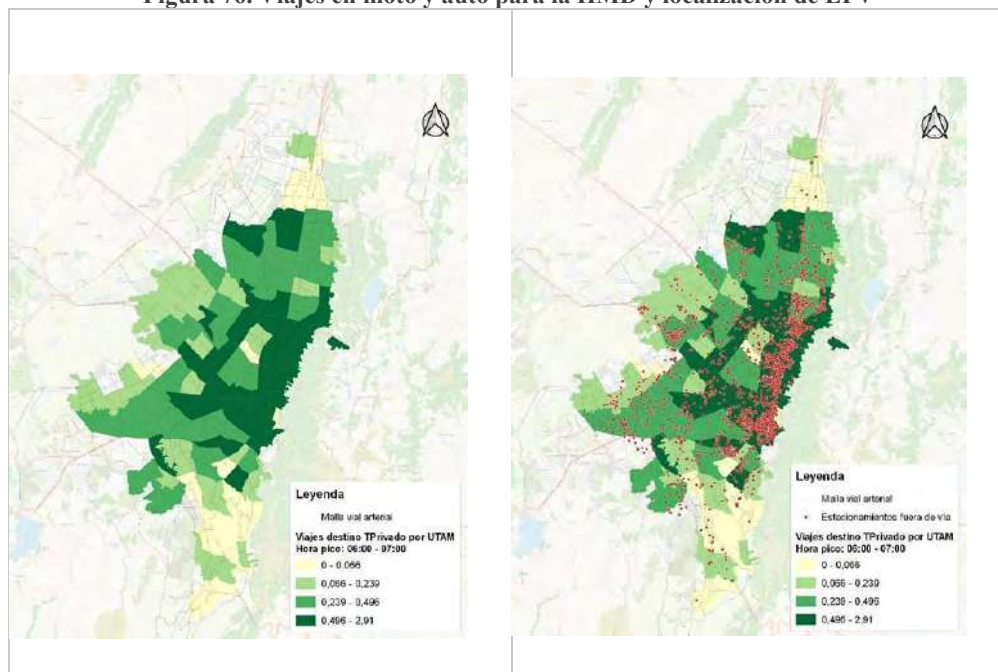 Figura 76. Viajes en moto y auto para la HMD y localización de EFV
Leyenda
Malla vial arterial
Viajes destino TPrivado por UTAM
Hora pico: 06:00 - 07:00
0 - 0,066
0,066 - 0,239
0,239 - 0,496
0,496 - 2,91
Leyenda
Malla vial arterial
Estacionamientos fuera de vía
Viajes destino TPrivado por UTAM
Hora pico: 06:00 - 07:00
0 - 0,066
0,066 - 0,239
0,239 - 0,496
0,496 - 2,91